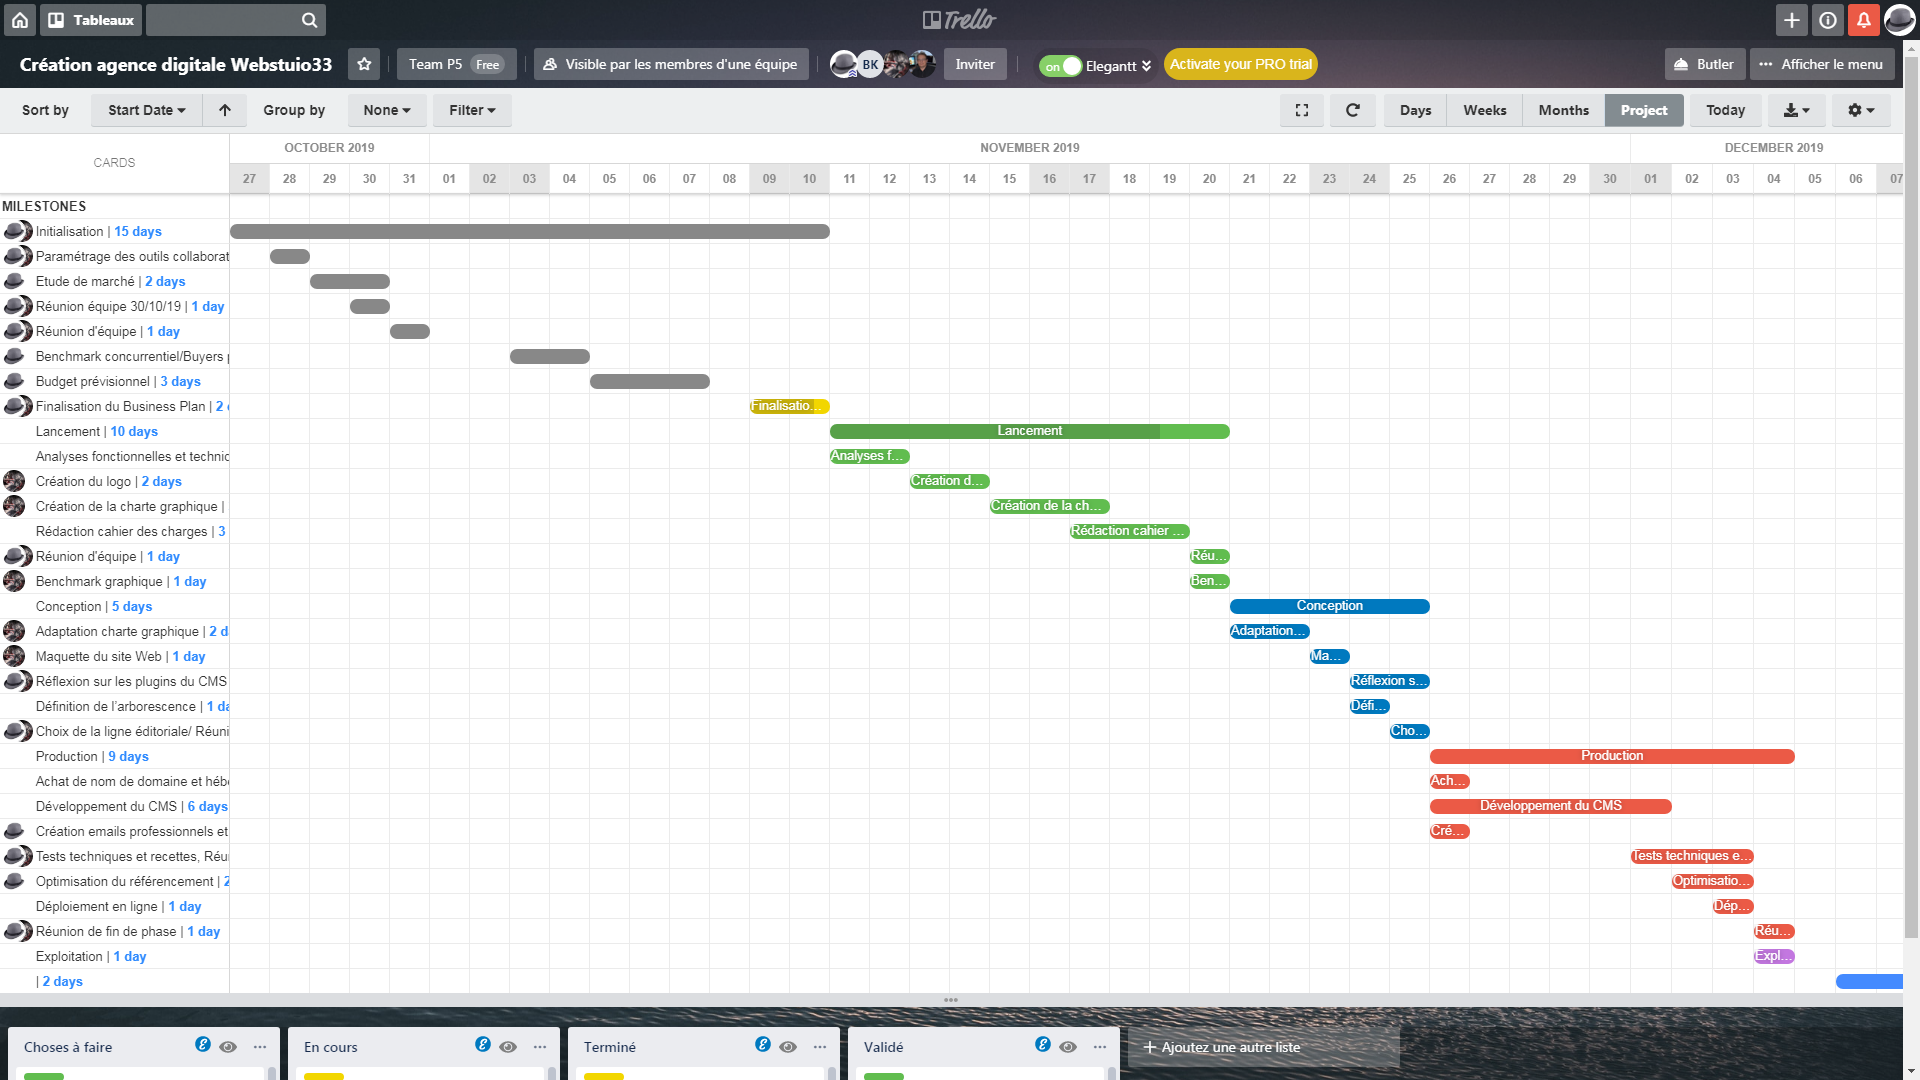 Tableaux
Trello
Création agence digitale Webstuio33
Team P5 Free
Visible par les membres d'une équipe
BK
Inviter
on Elegantt
Activate your PRO trial
Butler
Afficher le menu
Sort by Start Date Group by None Filter
Days Weeks Months Project Today
CARDS
OCTOBER 2019 NOVEMBER 2019 DECEMBER 2019
27 28 29 30 31 01 02 03 04 05 06 07 08 09 10 11 12 13 14 15 16 17 18 19 20 21 22 23 24 25 26 27 28 29 30 01 02 03 04 05 06 07
MILESTONES
Initialisation | 15 days
Paramétrage des outils collaborat
Etude de marché | 2 days
Réunion équipe 30/10/19 | 1 day
Réunion d'équipe | 1 day
Benchmark concurrentiel/Buyers
Budget prévisionnel | 3 days
Finalisation du Business Plan | 2 Finalisatio...
Lancement | 10 days Lancement
Analyses fonctionnelles et technic Analyses f...
Création du logo | 2 days Création d...
Création de la charte graphique | Création de la ch...
Rédaction cahier des charges | 3 Rédaction cahier ...
Réunion d'équipe | 1 day Réu...
Benchmark graphique | 1 day Ben...
Conception | 5 days Conception
Adaptation charte graphique | 2 d Adaptation...
Maquette du site Web | 1 day Ma...
Réflexion sur les plugins du CMS Réflexion s...
Définition de l'arborescence | 1 da Défi...
Choix de la ligne éditoriale/ Réuni Cho...
Production | 9 days Production
Achat de nom de domaine et hébe Ach...
Développement du CMS | 6 days Développement du CMS
Création emails professionnels et Cré...
Tests techniques et recettes, Réu Tests techniques e...
Optimisation du référencement | 2 Optimisatio...
Déploiement en ligne | 1 day Dép...
Réunion de fin de phase | 1 day Réu...
Exploitation | 1 day Expl...
| 2 days
Choses à faire
En cours
Terminé
Validé
+ Ajoutez une autre liste